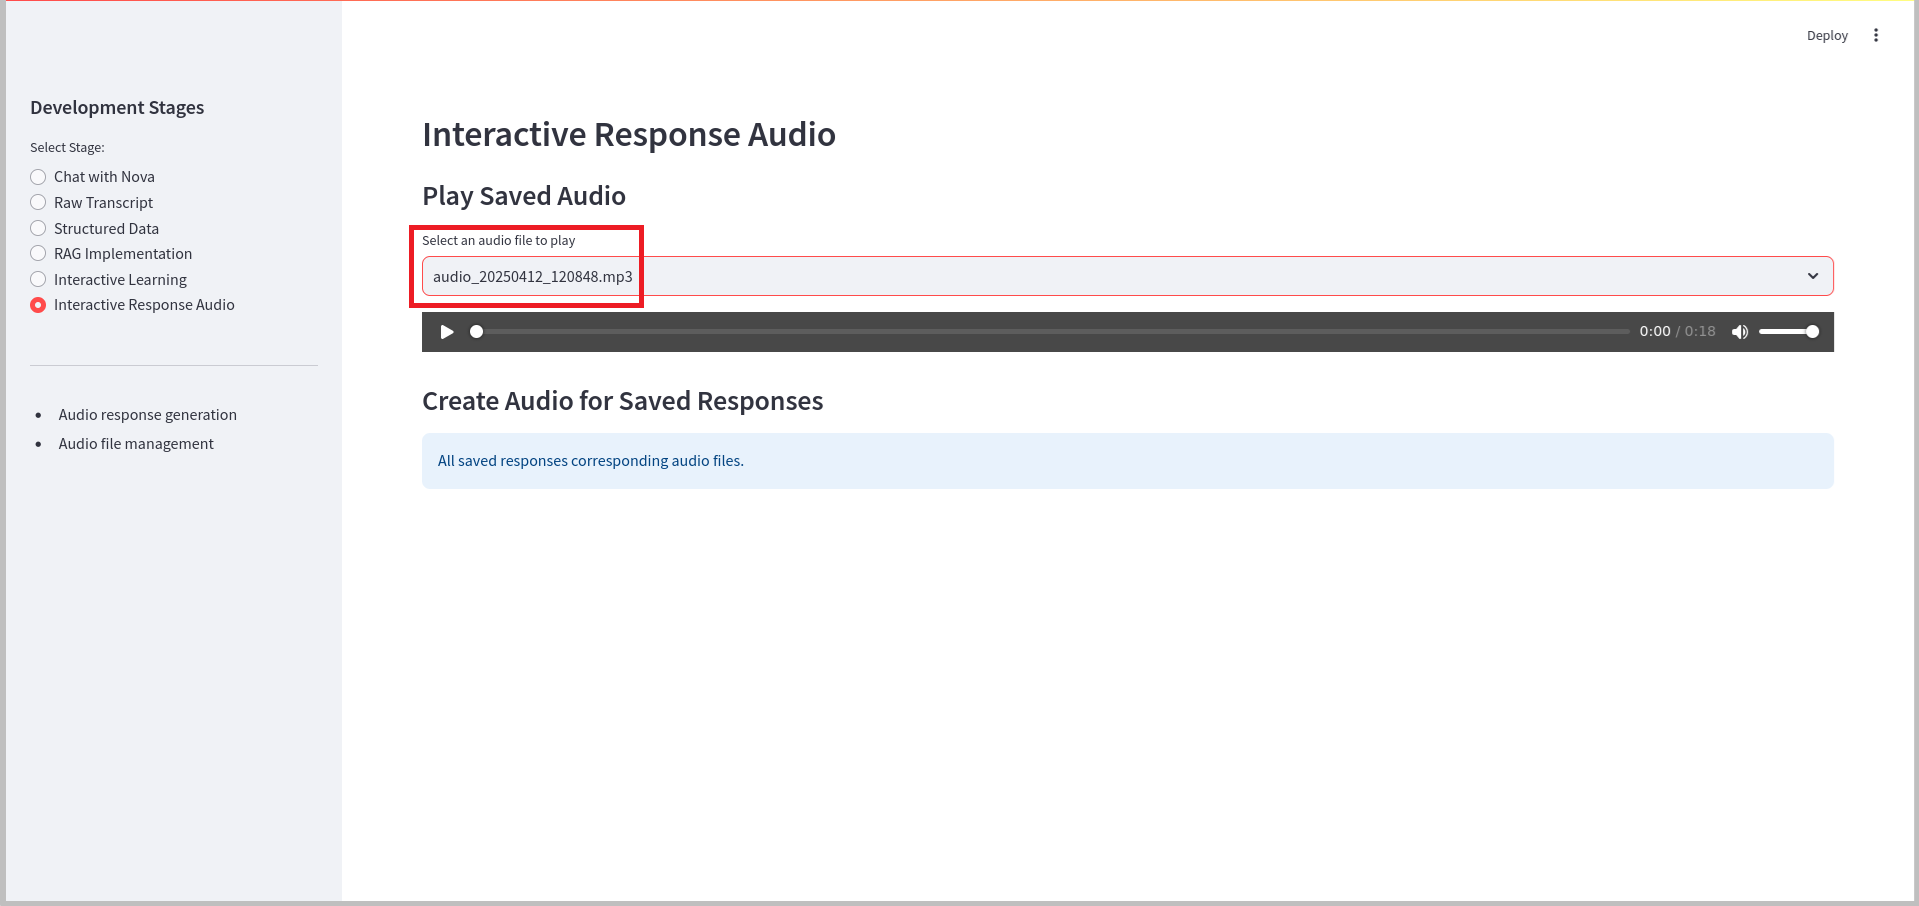 Deploy
Development Stages
Select Stage:
Chat with Nova
Raw Transcript
Structured Data
RAG Implementation
Interactive Learning
Interactive Response Audio
Audio response generation
Audio file management
Interactive Response Audio
Play Saved Audio
Select an audio file to play
audio_20250412_120848.mp3
0:00 / 0:18
Create Audio for Saved Responses
All saved responses corresponding audio files.